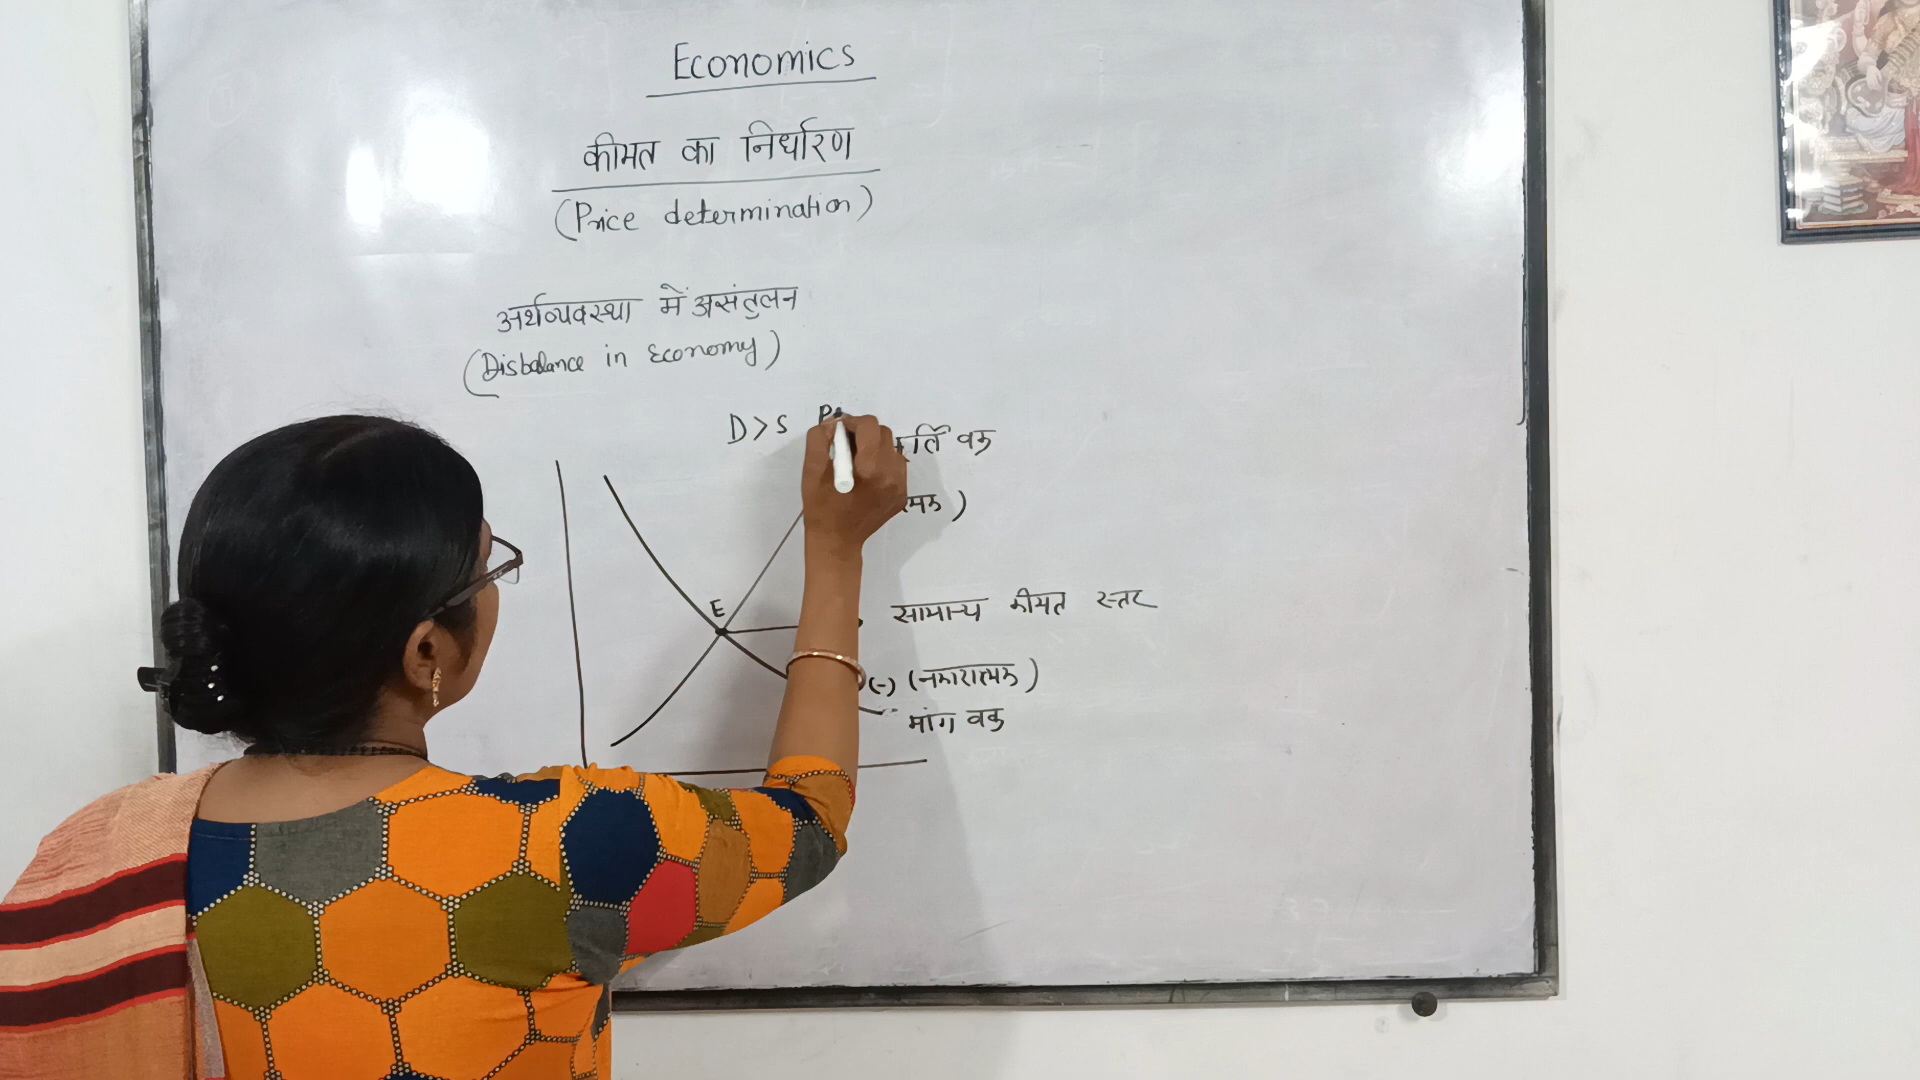 Economics
कीमत का निर्धारण
(Price determination)
अर्थव्यवस्था में असंतुलन
(Disbalance in Economy)
D > S
वक्र
E
सामान्य कीमत स्तर
(-) (नकारात्मक)
मांग वक्र